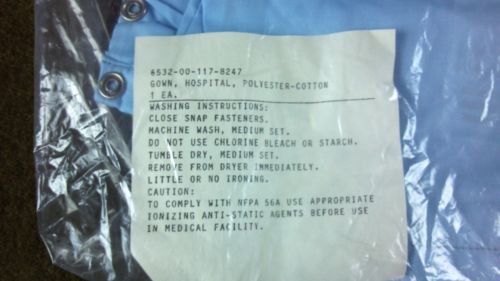 6532-00-117-8247
GOWN, HOSPITAL, POLYESTER-COTTON
1 EA.
WASHING INSTRUCTIONS:
CLOSE SNAP FASTENERS.
MACHINE WASH, MEDIUM SET.
DO NOT USE CHLORINE BLEACH OR STARCH.
TUMBLE DRY, MEDIUM SET.
REMOVE FROM DRYER IMMEDIATELY.
LITTLE OR NO IRONING.
CAUTION:
TO COMPLY WITH NFPA 56A USE APPROPRIATE
IONIZING ANTI-STATIC AGENTS BEFORE USE
IN MEDICAL FACILITY.